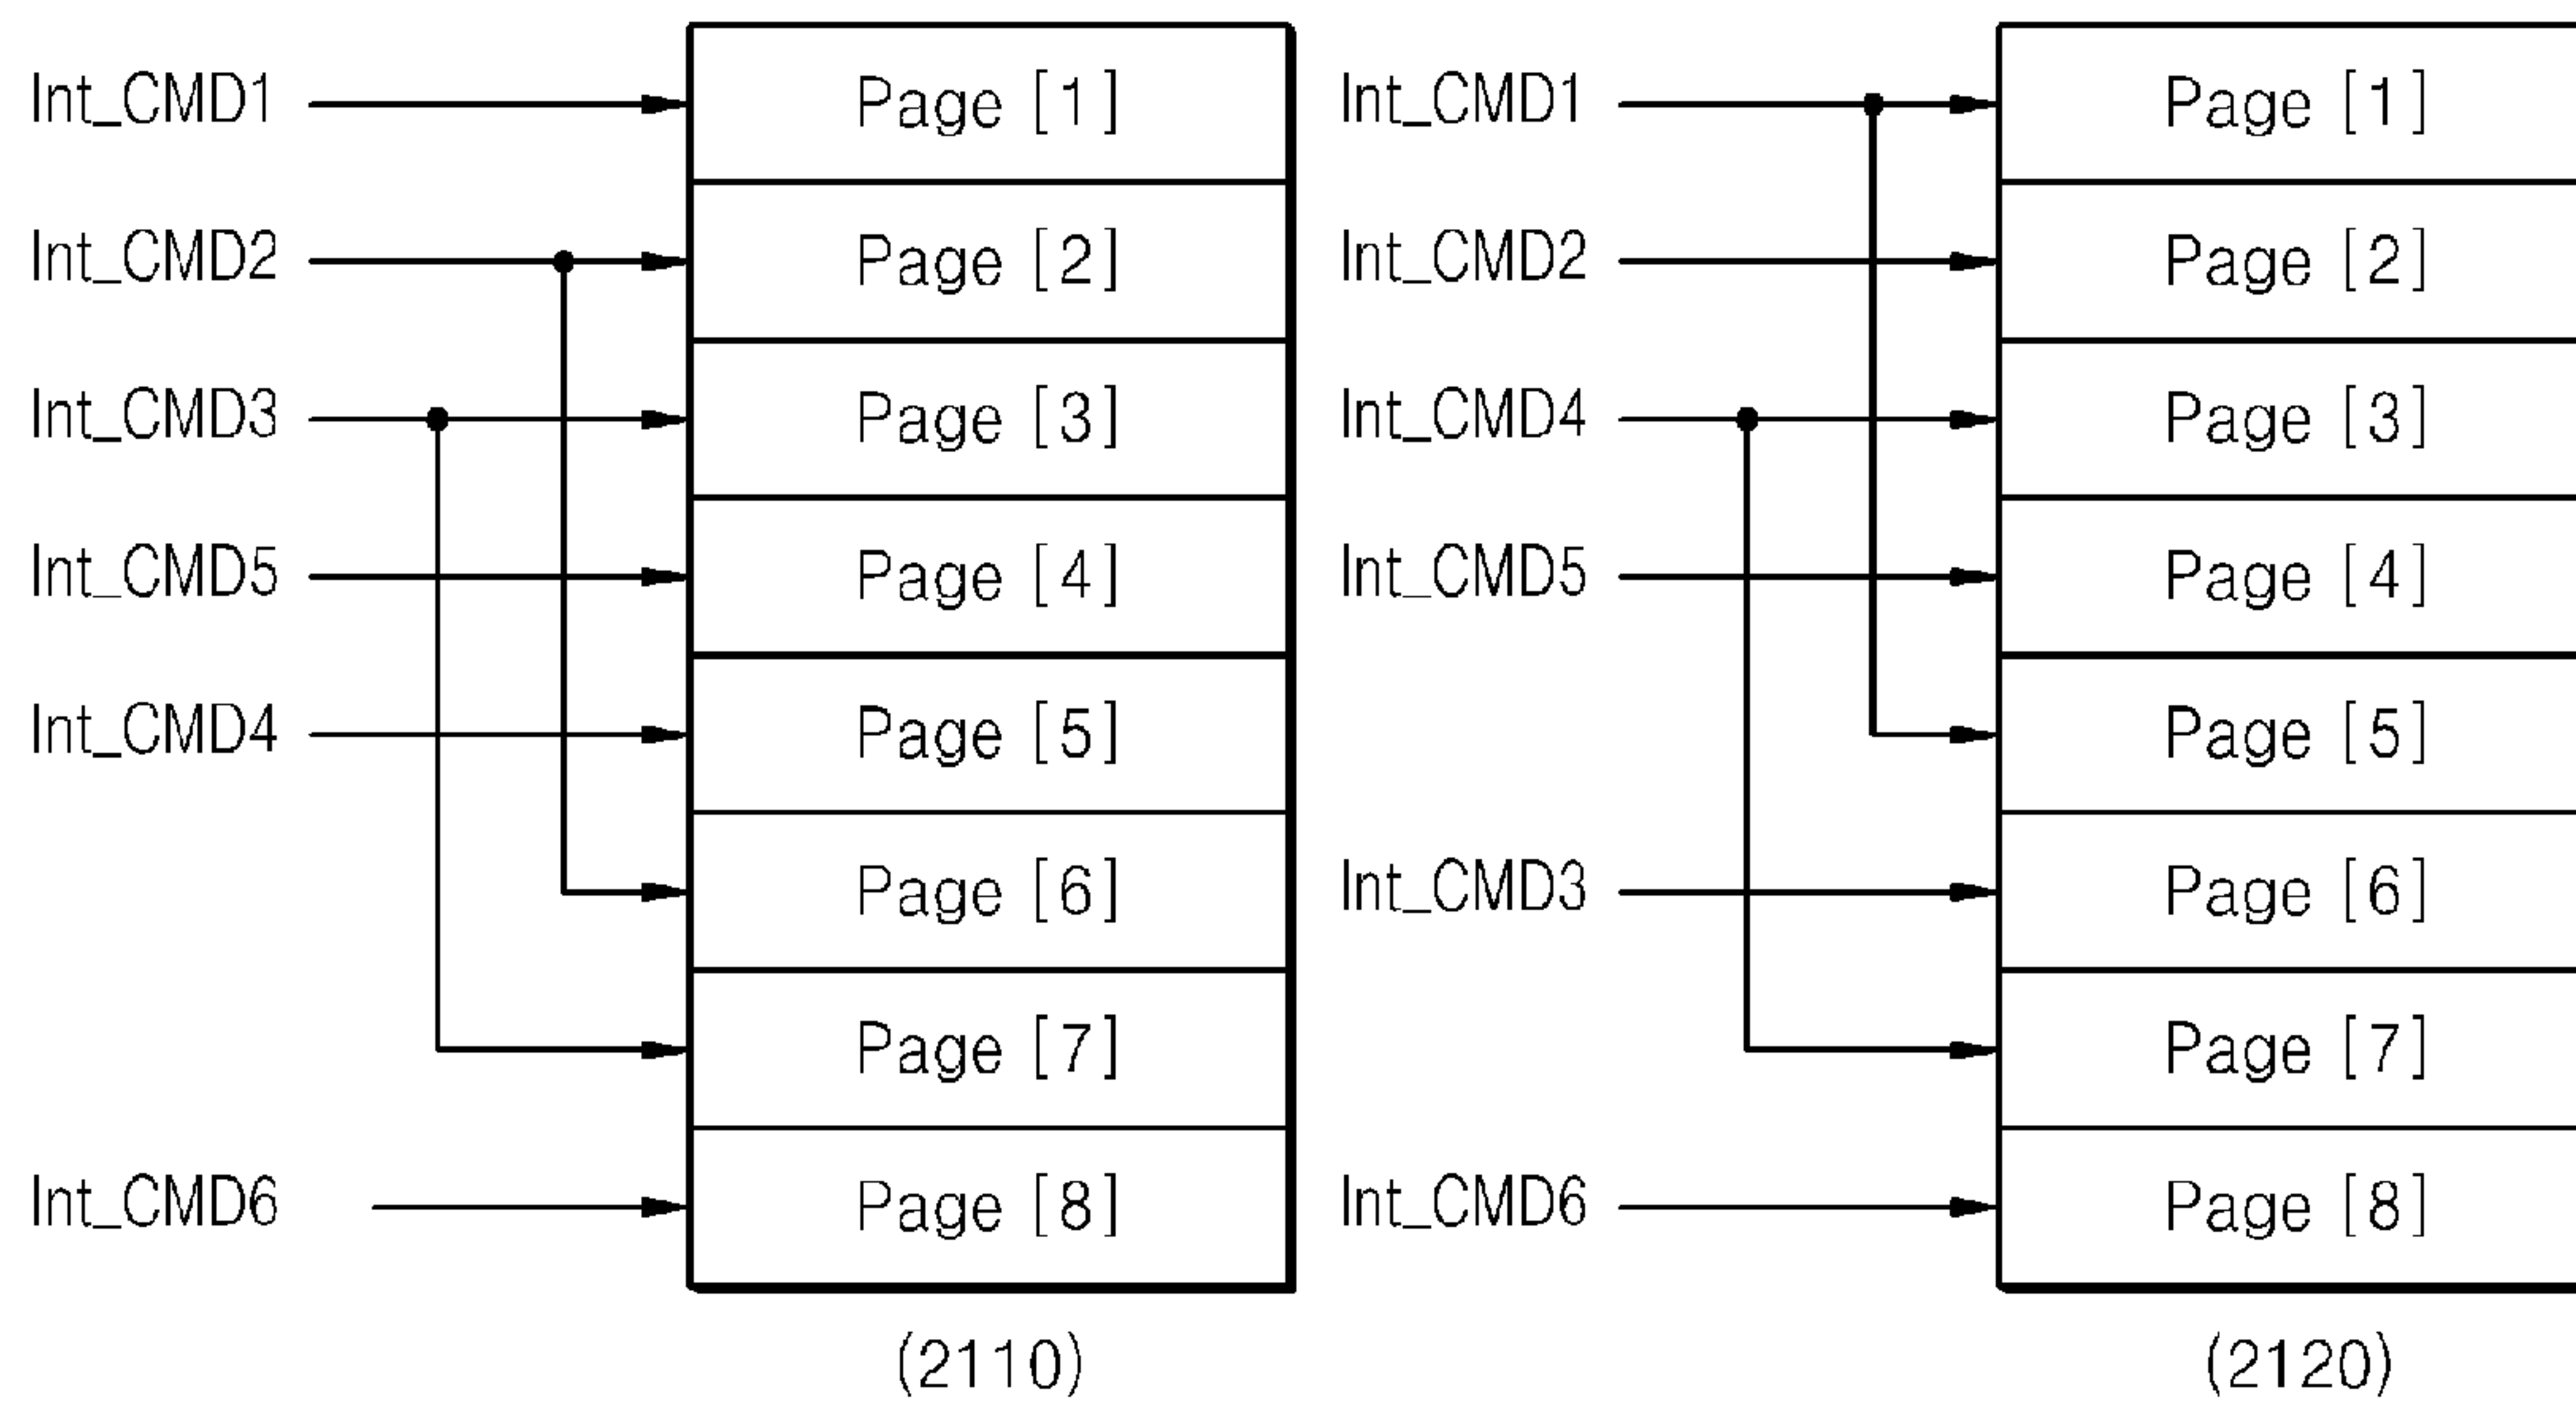 Int_CMD1 Page [1] Int_CMD1 Page [1]
Int_CMD2 Page [2] Int_CMD2 Page [2]
Int_CMD3 Page [3] Int_CMD4 Page [3]
Int_CMD5 Page [4] Int_CMD5 Page [4]
Int_CMD4 Page [5] Page [5]
Page [6] Int_CMD3 Page [6]
Page [7] Page [7]
Int_CMD6 Page [8] Int_CMD6 Page [8]
(2110) (2120)